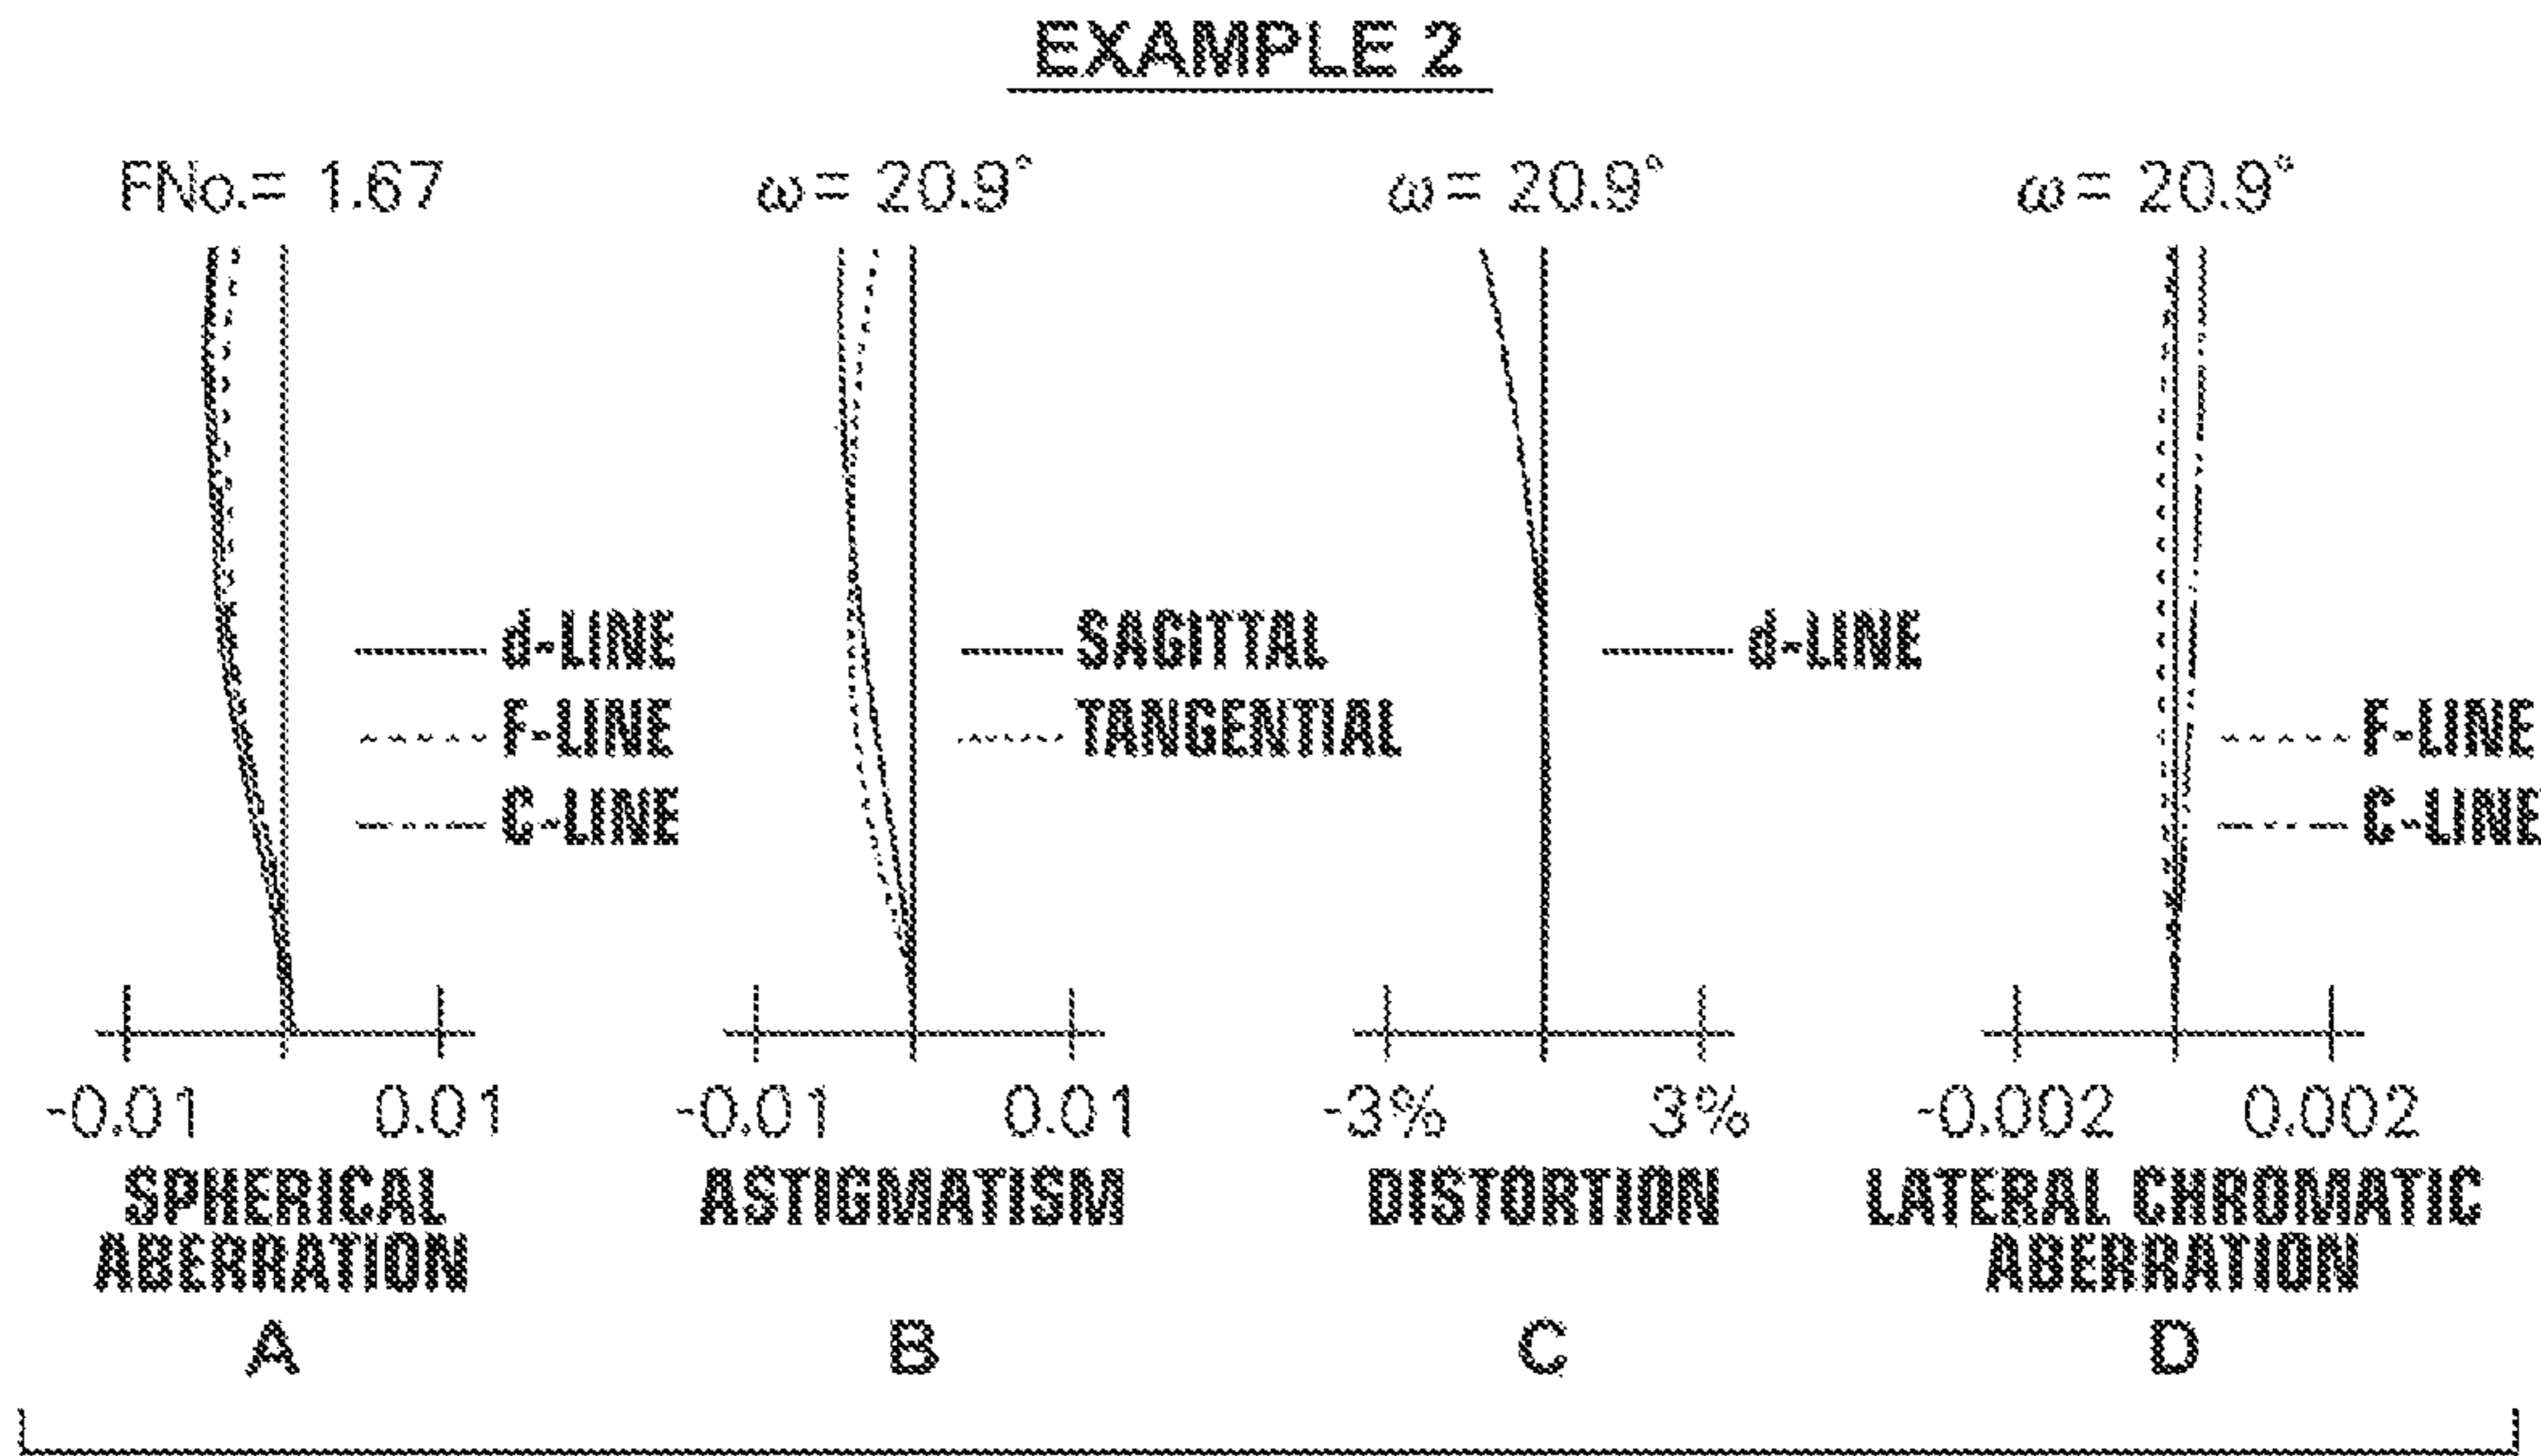 EXAMPLE 2
FNo.= 1.67
ω= 20.9°
ω= 20.9°
ω= 20.9°
d-LINE
F-LINE
C-LINE
SAGITTAL
TANGENTIAL
d-LINE
F-LINE
C-LINE
-0.01 0.01
-0.01 0.01
-3% 3%
-0.002 0.002
SPHERICAL
ABERRATION
ASTIGMATISM
DISTORTION
LATERAL CHROMATIC
ABERRATION
A
B
C
D